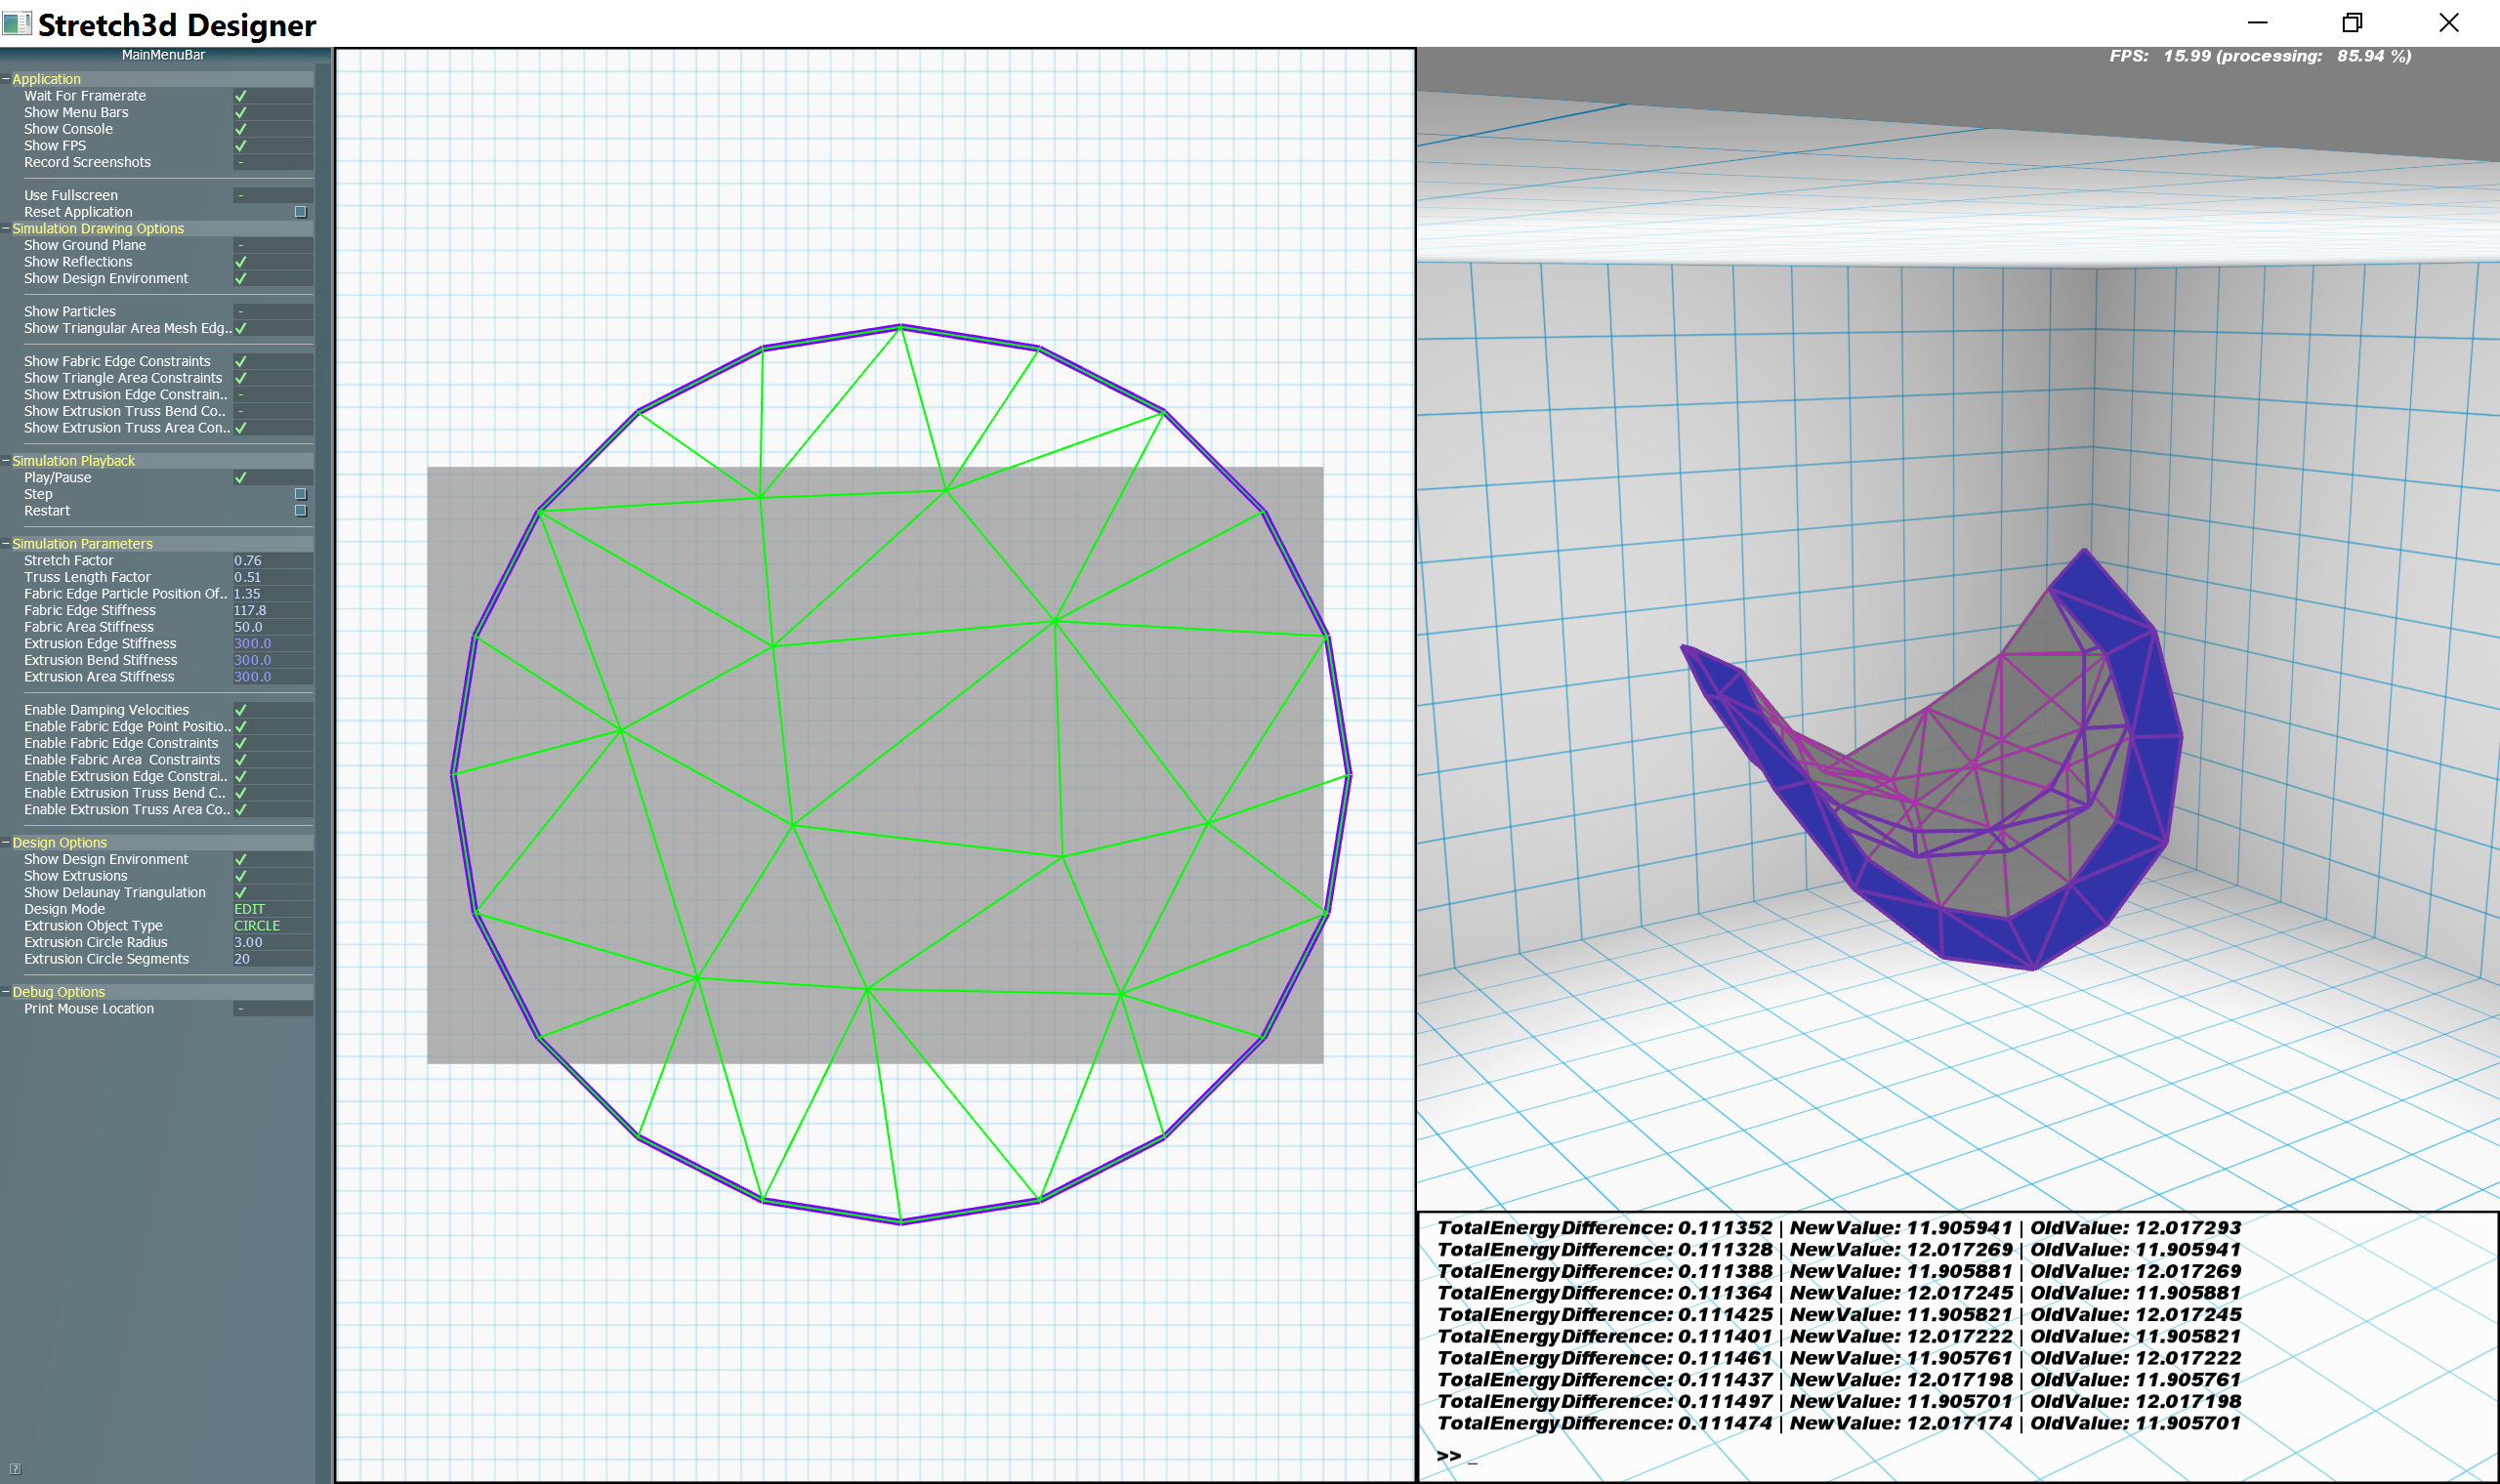 Stretch3d Designer
MainMenuBar
FPS: 15.99 (processing: 85.94 %)
Application
Wait For Framerate
Show Menu Bars
Show Console
Show FPS
Record Screenshots -
Use Fullscreen -
Reset Application
Simulation Drawing Options
Show Ground Plane -
Show Reflections
Show Design Environment
Show Particles -
Show Triangular Area Mesh Edg..
Show Fabric Edge Constraints
Show Triangle Area Constraints
Show Extrusion Edge Constrain.. -
Show Extrusion Truss Bend Co.. -
Show Extrusion Truss Area Con..
Simulation Playback
Play/Pause
Step
Restart
Simulation Parameters
Stretch Factor 0.76
Truss Length Factor 0.51
Fabric Edge Particle Position Of.. 1.35
Fabric Edge Stiffness 117.8
Fabric Area Stiffness 50.0
Extrusion Edge Stiffness 300.0
Extrusion Bend Stiffness 300.0
Extrusion Area Stiffness 300.0
Enable Damping Velocities
Enable Fabric Edge Point Positio..
Enable Fabric Edge Constraints
Enable Fabric Area Constraints
Enable Extrusion Edge Constrai..
Enable Extrusion Truss Bend C..
Enable Extrusion Truss Area Co..
Design Options
Show Design Environment
Show Extrusions
Show Delaunay Triangulation
Design Mode EDIT
Extrusion Object Type CIRCLE
Extrusion Circle Radius 3.00
Extrusion Circle Segments 20
Debug Options
Print Mouse Location -
?
TotalEnergyDifference: 0.111352 | NewValue: 11.905941 | OldValue: 12.017293
TotalEnergyDifference: 0.111328 | NewValue: 12.017269 | OldValue: 11.905941
TotalEnergyDifference: 0.111388 | NewValue: 11.905881 | OldValue: 12.017269
TotalEnergyDifference: 0.111364 | NewValue: 12.017245 | OldValue: 11.905881
TotalEnergyDifference: 0.111425 | NewValue: 11.905821 | OldValue: 12.017245
TotalEnergyDifference: 0.111401 | NewValue: 12.017222 | OldValue: 11.905821
TotalEnergyDifference: 0.111461 | NewValue: 11.905761 | OldValue: 12.017222
TotalEnergyDifference: 0.111437 | NewValue: 12.017198 | OldValue: 11.905761
TotalEnergyDifference: 0.111497 | NewValue: 11.905701 | OldValue: 12.017198
TotalEnergyDifference: 0.111474 | NewValue: 12.017174 | OldValue: 11.905701
>> _